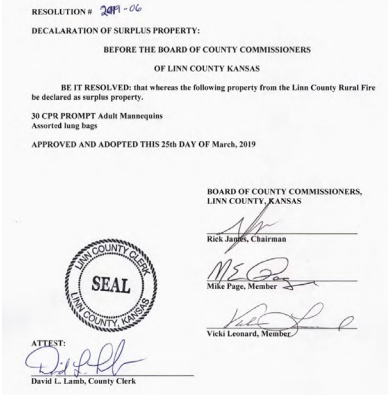 RESOLUTION # 2019-06
DECALARATION OF SURPLUS PROPERTY:
BEFORE THE BOARD OF COUNTY COMMISSIONERS
OF LINN COUNTY KANSAS
BE IT RESOLVED: that whereas the following property from the Linn County Rural Fire
be declared as surplus property.
30 CPR PROMPT Adult Mannequins
Assorted lung bags
APPROVED AND ADOPTED THIS 25th DAY OF March, 2019
BOARD OF COUNTY COMMISSIONERS,
LINN COUNTY, KANSAS
Rick James, Chairman
LINN COUNTY CLERK
SEAL
LINN COUNTY, KANSAS
Mike Page, Member
Vicki Leonard, Member
ATTEST:
David L. Lamb, County Clerk